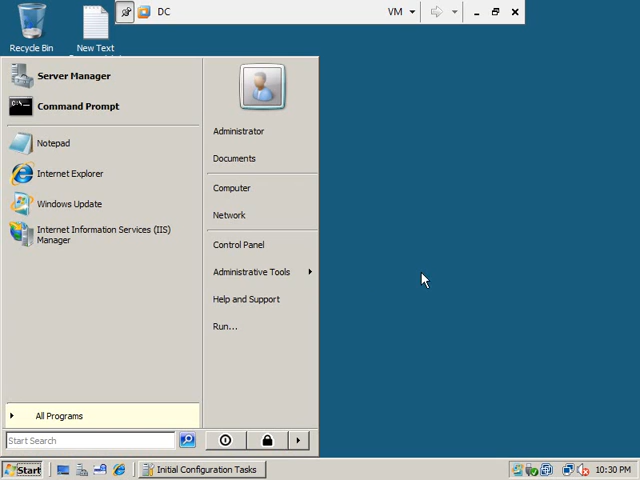 DC
VM
Recycle Bin
New Text
Server Manager
Command Prompt
Notepad
Internet Explorer
Windows Update
Internet Information Services (IIS)
Manager
Administrator
Documents
Computer
Network
Control Panel
Administrative Tools
Help and Support
Run...
All Programs
Start Search
Start
Initial Configuration Tasks
10:30 PM